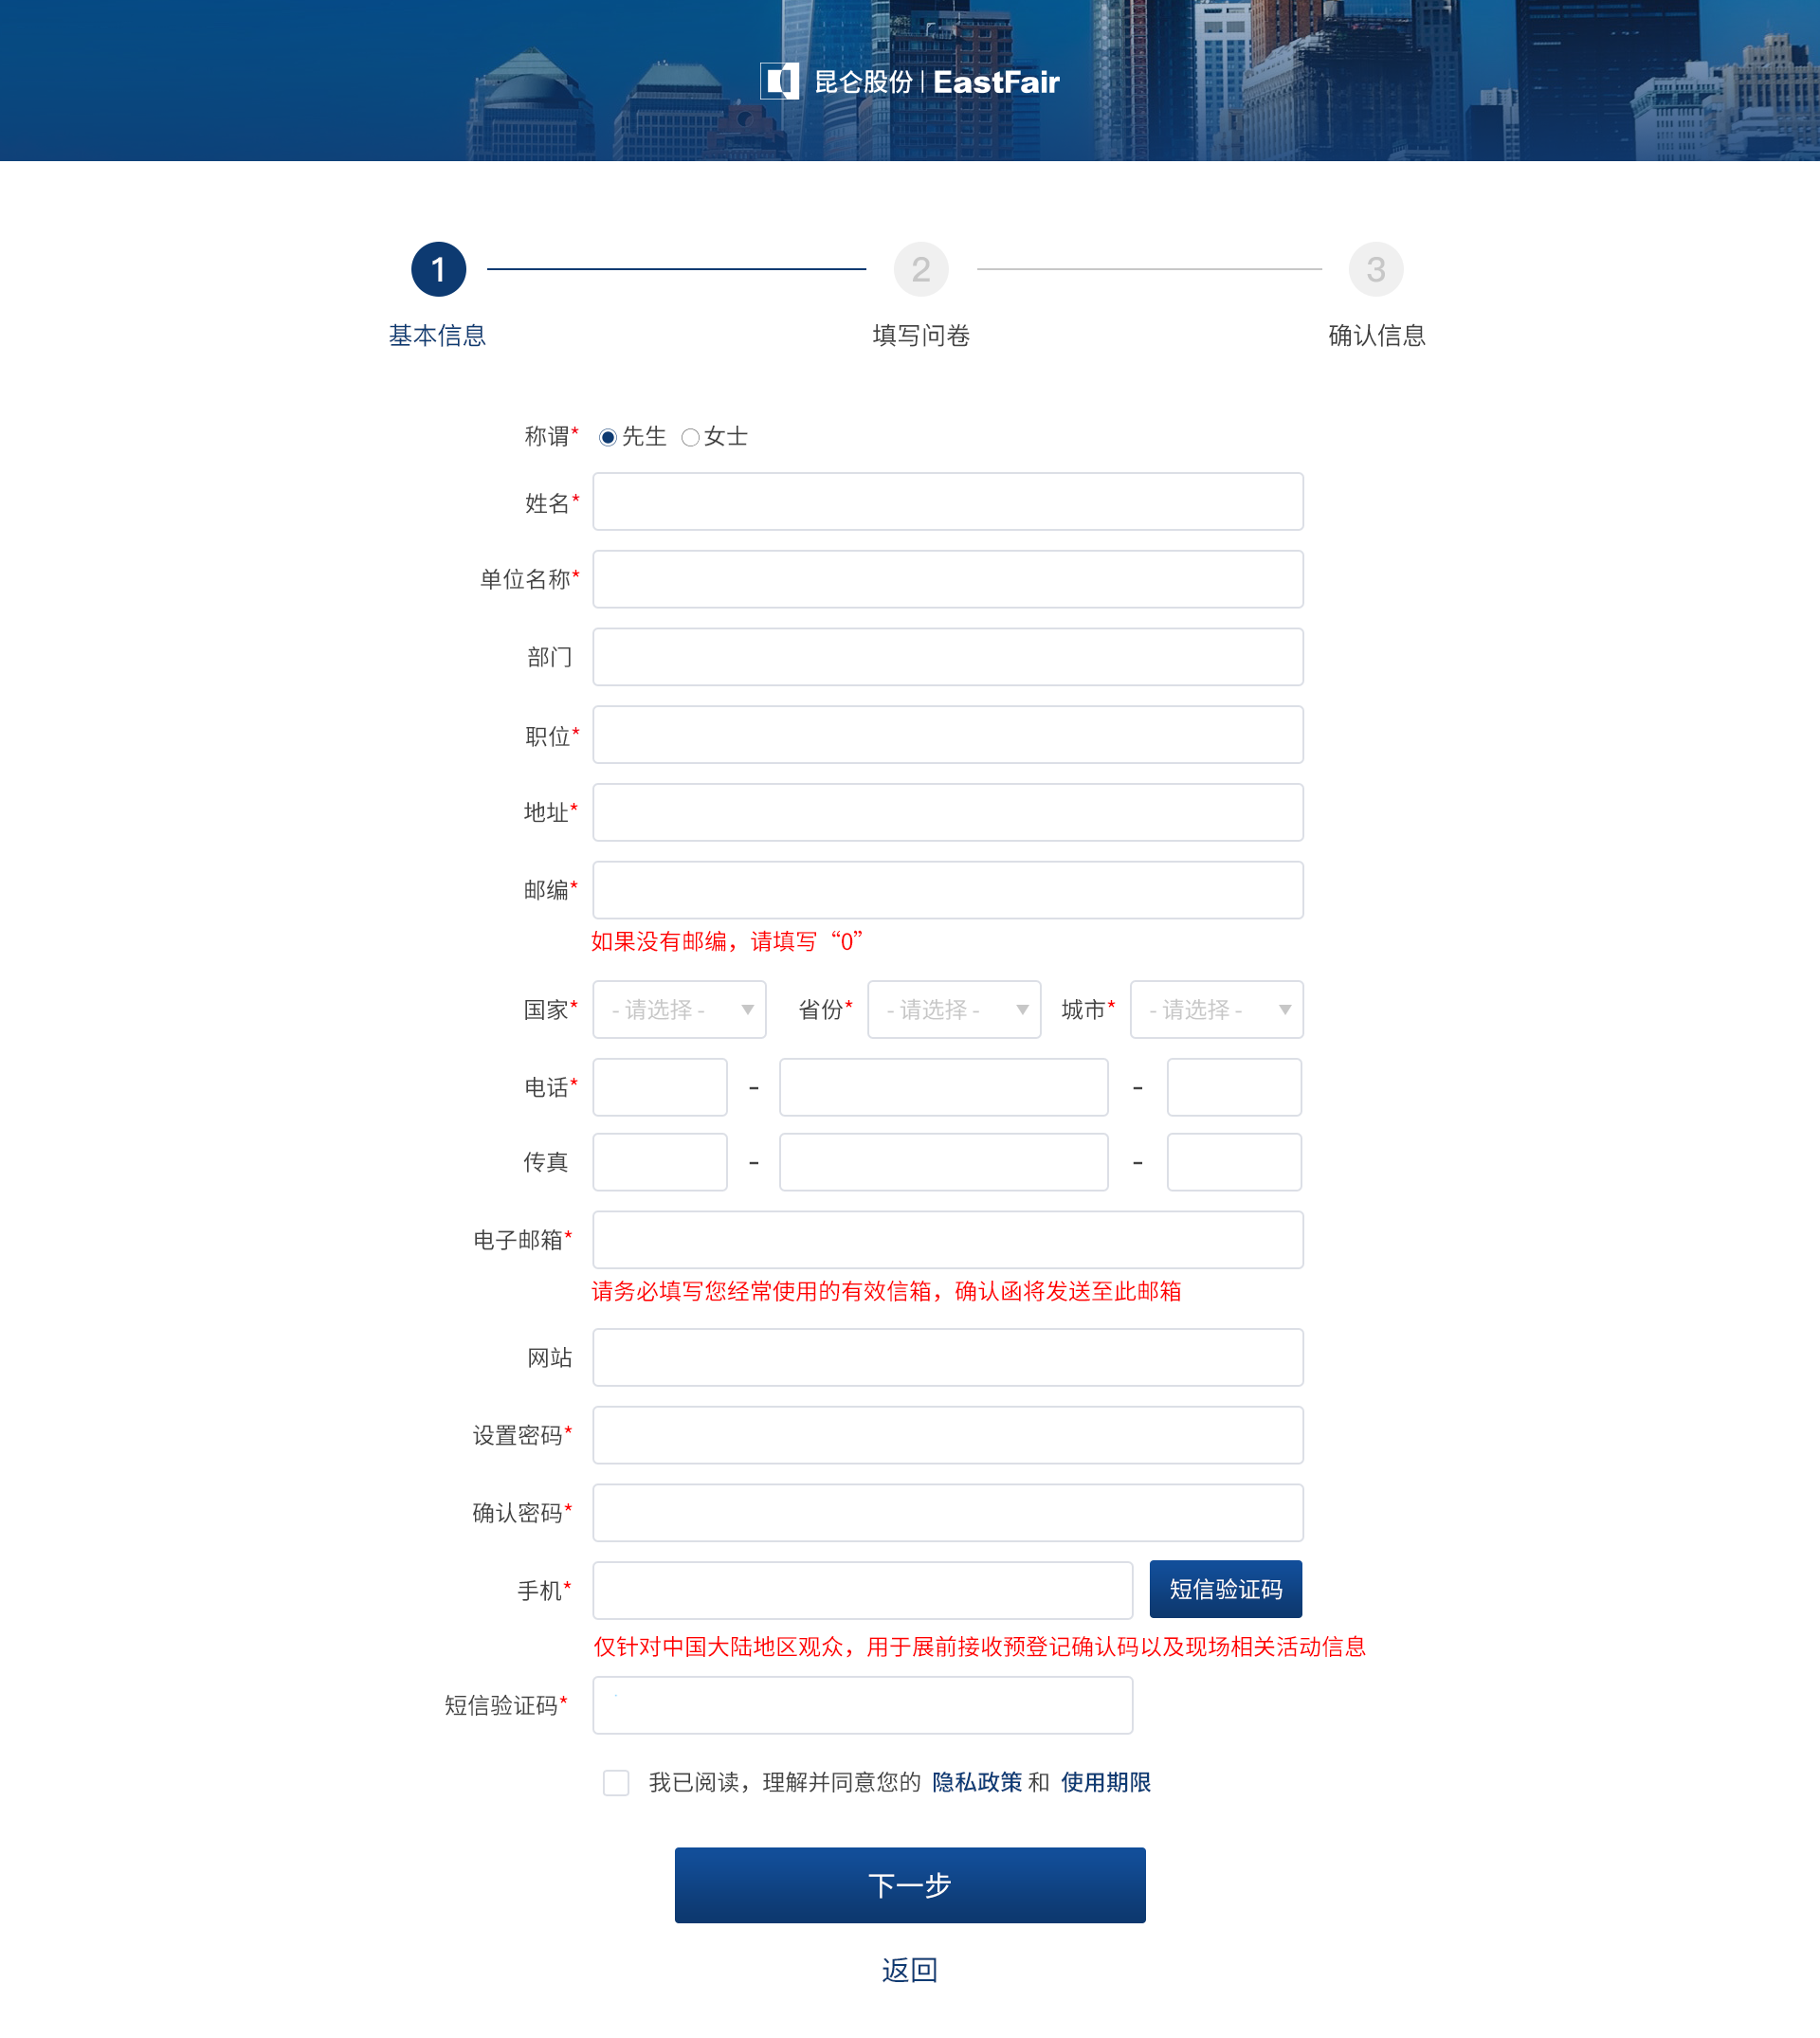 昆仑股份 | EastFair
1 2 3
基本信息 填写问卷 确认信息
称谓* 先生 女士
姓名*
单位名称*
部门
职位*
地址*
邮编*
如果没有邮编，请填写“0”
国家* - 请选择 - 省份* - 请选择 - 城市* - 请选择 -
电话* - -
传真 - -
电子邮箱*
请务必填写您经常使用的有效信箱，确认函将发送至此邮箱
网站
设置密码*
确认密码*
手机* 短信验证码
仅针对中国大陆地区观众，用于展前接收预登记确认码以及现场相关活动信息
短信验证码*
我已阅读，理解并同意您的 隐私政策 和 使用期限
下一步
返回